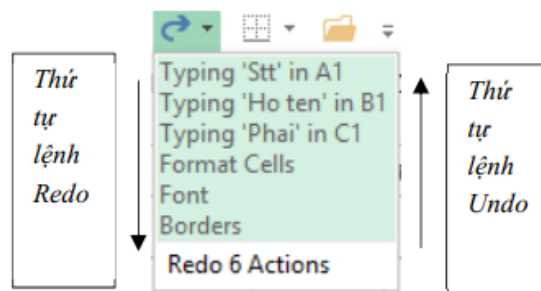 Thứ
tự
lệnh
Redo
Typing 'Stt' in A1
Typing 'Ho ten' in B1
Typing 'Phai' in C1
Format Cells
Font
Borders
Redo 6 Actions
Thứ
tự
lệnh
Undo